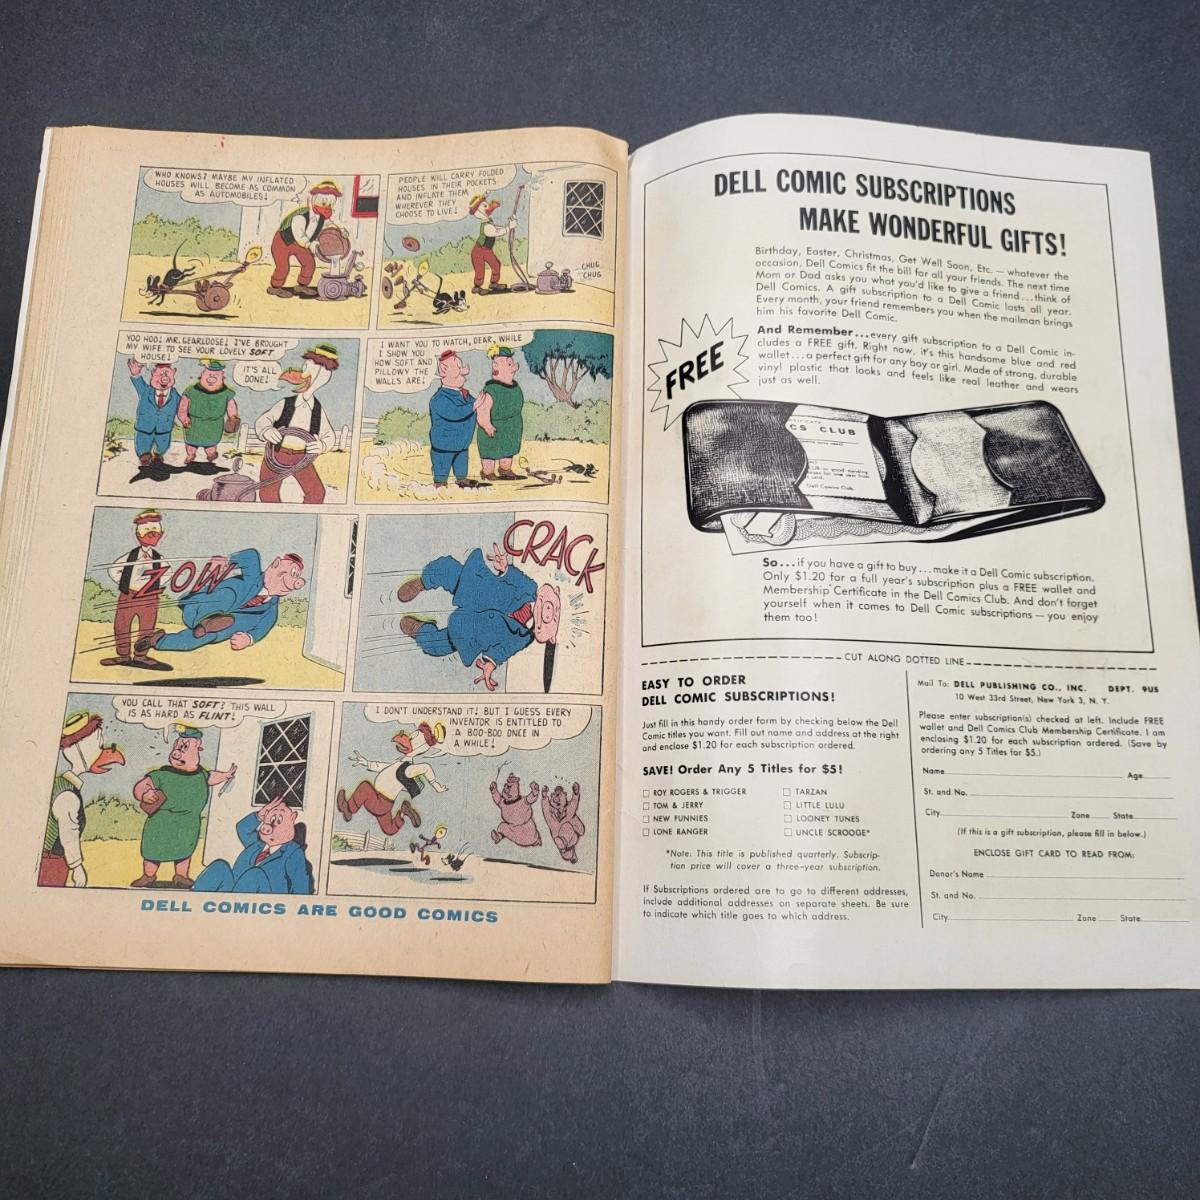 WHO KNOWS? MAYBE MY INFLATED
HOUSES WILL BECOME AS COMMON
AS AUTOMOBILES!
PEOPLE WILL CARRY FOLDED
HOUSES IN THEIR POCKETS
AND INFLATE THEM
WHEREVER THEY
CHOOSE TO LIVE!
CHUG
CHUG
YOO HOO! MR. GEARLOOSE! I'VE BROUGHT
MY WIFE TO SEE YOUR LOVELY SOFT
HOUSE!
IT'S ALL
DONE!
I WANT YOU TO WATCH, DEAR, WHILE
I SHOW YOU
HOW SOFT AND
PILLOWY THE
WALLS ARE!
ZOW
CRACK
YOU CALL THAT SOFT? THIS WALL
IS AS HARD AS FLINT!
I DON'T UNDERSTAND IT! BUT I GUESS EVERY
INVENTOR IS ENTITLED TO
A BOO-BOO ONCE IN
A WHILE!
DELL COMICS ARE GOOD COMICS
DELL COMIC SUBSCRIPTIONS
MAKE WONDERFUL GIFTS!
Birthday, Easter, Christmas, Get Well Soon, Etc. — whatever the
occasion, Dell Comics fit the bill for all your friends. The next time
Mom or Dad asks you what you'd like to give a friend...think of
Dell Comics. A gift subscription to a Dell Comic lasts all year.
Every month, your friend remembers you when the mailman brings
him his favorite Dell Comic.
And Remember...every gift subscription to a Dell Comic in-
cludes a FREE gift. Right now, it's this handsome blue and red
wallet...a perfect gift for any boy or girl. Made of strong, durable
vinyl plastic that looks and feels like real leather and wears
just as well.
FREE
CS CLUB
Dell Comics Club.
So...if you have a gift to buy...make it a Dell Comic subscription.
Only $1.20 for a full year's subscription plus a FREE wallet and
Membership Certificate in the Dell Comics Club. And don't forget
yourself when it comes to Dell Comic subscriptions — you enjoy
them too!
CUT ALONG DOTTED LINE
EASY TO ORDER
DELL COMIC SUBSCRIPTIONS!
Just fill in this handy order form by checking below the Dell
Comic titles you want. Fill out name and address at the right
and enclose $1.20 for each subscription ordered.
SAVE! Order Any 5 Titles for $5!
☐ ROY ROGERS & TRIGGER
☐ TOM & JERRY
☐ NEW FUNNIES
☐ LONE RANGER
☐ TARZAN
☐ LITTLE LULU
☐ LOONEY TUNES
☐ UNCLE SCROOGE*
*Note: This title is published quarterly. Subscrip-
tion price will cover a three-year subscription.
If Subscriptions ordered are to go to different addresses,
include additional addresses on separate sheets. Be sure
to indicate which title goes to which address.
Mail To: DELL PUBLISHING CO., INC. DEPT. 9US
10 West 33rd Street, New York 3, N. Y.
Please enter subscription(s) checked at left. Include FREE
wallet and Dell Comics Club Membership Certificate. I am
enclosing $1.20 for each subscription ordered. (Save by
ordering any 5 Titles for $5.)
Name Age
St. and No.
City Zone State
(If this is a gift subscription, please fill in below.)
ENCLOSE GIFT CARD TO READ FROM:
Donor's Name
St. and No.
City Zone State